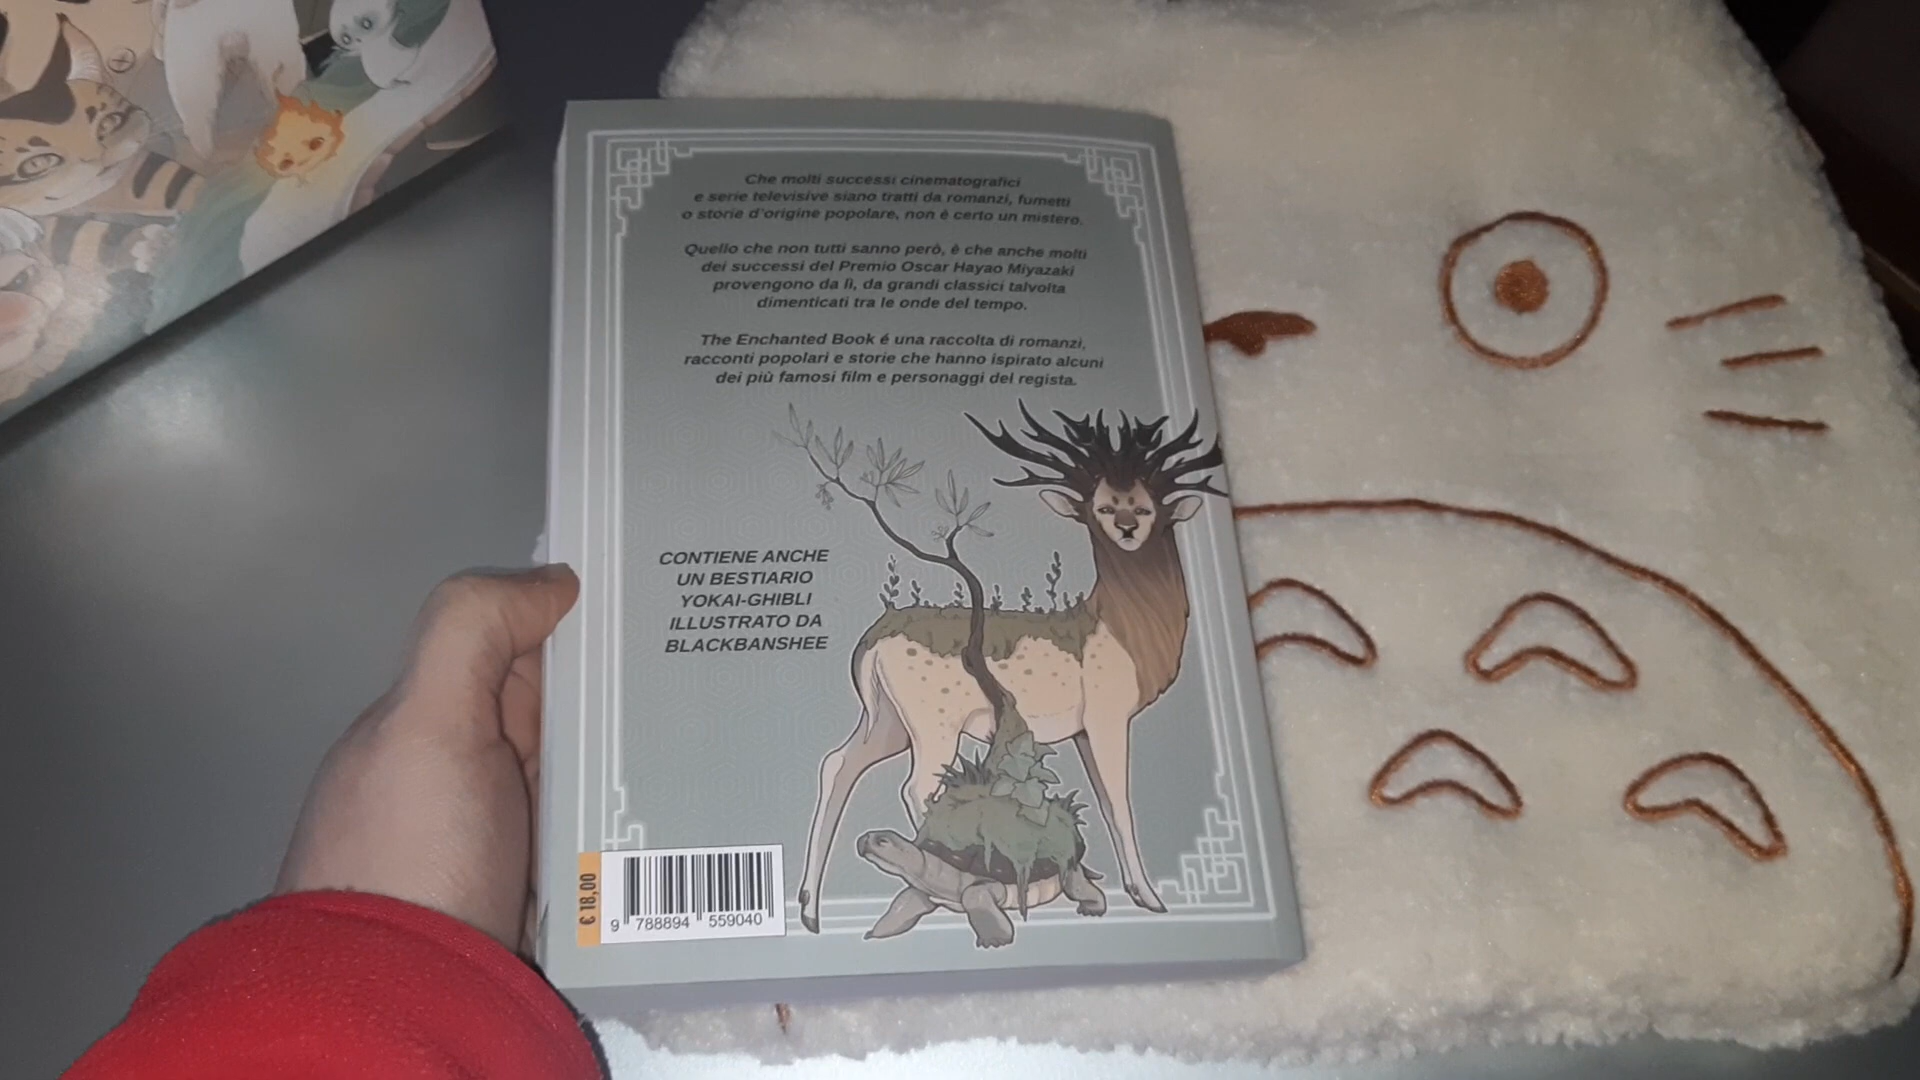 Che molti successi cinematografici
e serie televisive siano tratti da romanzi, fumetti
o storie d'origine popolare, non è certo un mistero.
Quello che non tutti sanno però, è che anche molti
dei successi del Premio Oscar Hayao Miyazaki
provengono da lì, da grandi classici talvolta
dimenticati tra le onde del tempo.
The Enchanted Book é una raccolta di romanzi,
racconti popolari e storie che hanno ispirato alcuni
dei più famosi film e personaggi del regista.
CONTIENE ANCHE
UN BESTIARIO
YOKAI-GHIBLI
ILLUSTRATO DA
BLACKBANSHEE
€ 18,00
9 788894 559040